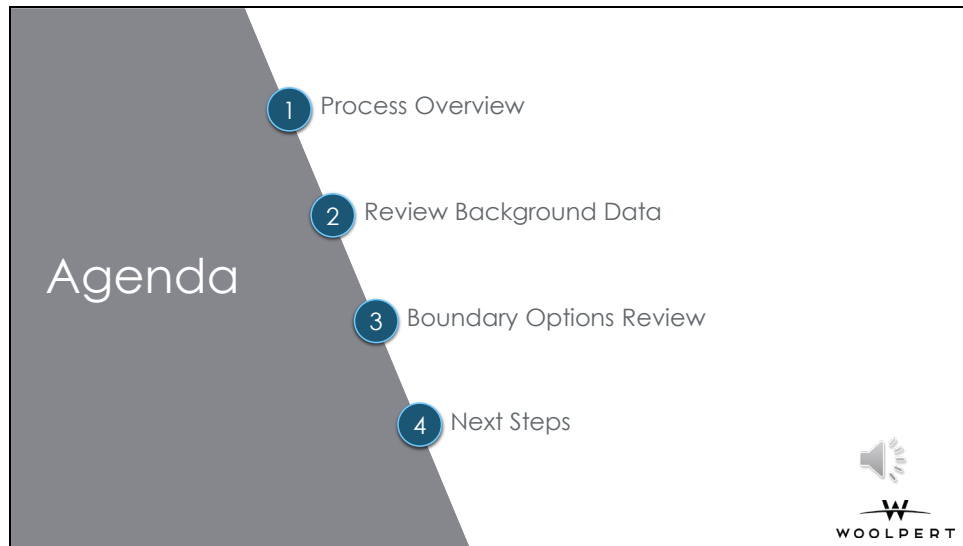 Agenda
1 Process Overview
2 Review Background Data
3 Boundary Options Review
4 Next Steps
W
WOOLPERT